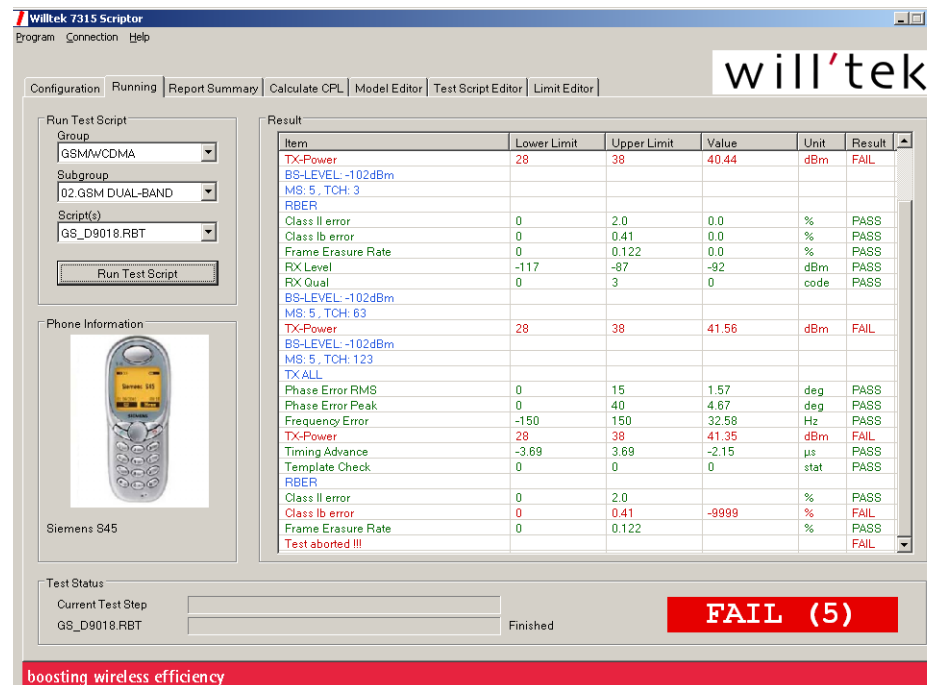 Willtek 7315 Scriptor
Program Connection Help
will'tek
Configuration Running Report Summary Calculate CPL Model Editor Test Script Editor Limit Editor
Run Test Script
Group
GSM/WCDMA
Subgroup
02.GSM DUAL-BAND
Script(s)
GS_D9018.RBT
Run Test Script
Phone Information
Siemens S45
SIEMENS
Siemens S45
Result
Item Lower Limit Upper Limit Value Unit Result
TX-Power 28 38 40.44 dBm FAIL
BS-LEVEL: -102dBm
MS: 5 , TCH: 3
RBER
Class II error 0 2.0 0.0 % PASS
Class Ib error 0 0.41 0.0 % PASS
Frame Erasure Rate 0 0.122 0.0 % PASS
RX Level -117 -87 -92 dBm PASS
RX Qual 0 3 0 code PASS
BS-LEVEL: -102dBm
MS: 5 , TCH: 63
TX-Power 28 38 41.56 dBm FAIL
BS-LEVEL: -102dBm
MS: 5 , TCH: 123
TX ALL
Phase Error RMS 0 15 1.57 deg PASS
Phase Error Peak 0 40 4.67 deg PASS
Frequency Error -150 150 32.58 Hz PASS
TX-Power 28 38 41.35 dBm FAIL
Timing Advance -3.69 3.69 -2.15 µs PASS
Template Check 0 0 0 stat PASS
RBER
Class II error 0 2.0 % PASS
Class Ib error 0 0.41 -9999 % FAIL
Frame Erasure Rate 0 0.122 % PASS
Test aborted !!! FAIL
Test Status
Current Test Step
GS_D9018.RBT Finished
FAIL (5)
boosting wireless efficiency